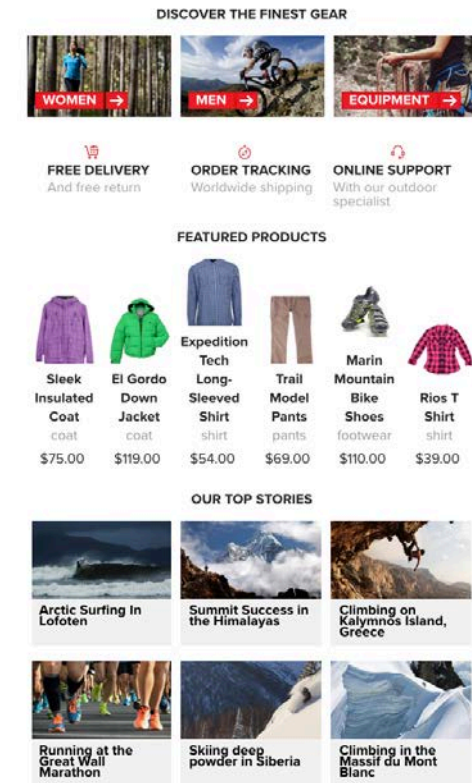 DISCOVER THE FINEST GEAR
WOMEN
MEN
EQUIPMENT
FREE DELIVERY
And free return
ORDER TRACKING
Worldwide shipping
ONLINE SUPPORT
With our outdoor
specialist
FEATURED PRODUCTS
Sleek
Insulated
Coat
coat
$75.00
El Gordo
Down
Jacket
coat
$119.00
Expedition
Tech
Long-
Sleeved
Shirt
shirt
$54.00
Trail
Model
Pants
pants
$69.00
Marin
Mountain
Bike
Shoes
footwear
$110.00
Rios T
Shirt
shirt
$39.00
OUR TOP STORIES
Arctic Surfing In
Lofoten
Summit Success in
the Himalayas
Climbing on
Kalymnos Island,
Greece
Running at the
Great Wall
Marathon
Skiing deep
powder in Siberia
Climbing in the
Massif du Mont
Blanc